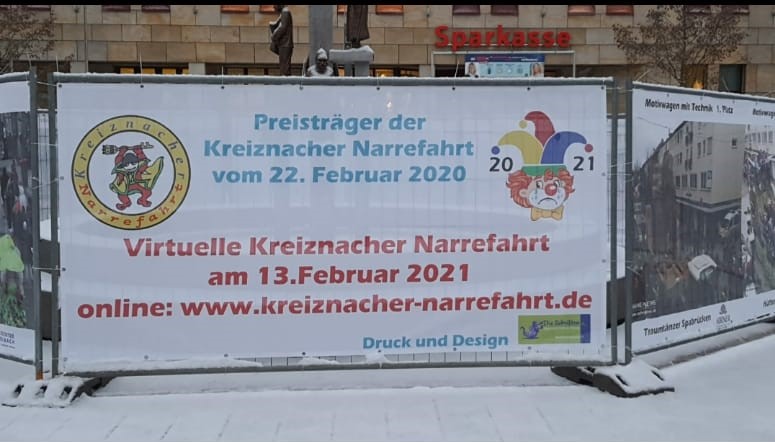 Sparkasse
Kreiznacher
Narrefahrt
Preisträger der
Kreiznacher Narrefahrt
vom 22. Februar 2020
20 21
Virtuelle Kreiznacher Narrefahrt
am 13.Februar 2021
online: www.kreiznacher-narrefahrt.de
Druck und Design
Motivwagen mit Technik 1. Platz
Traumtänzer Spabrücken